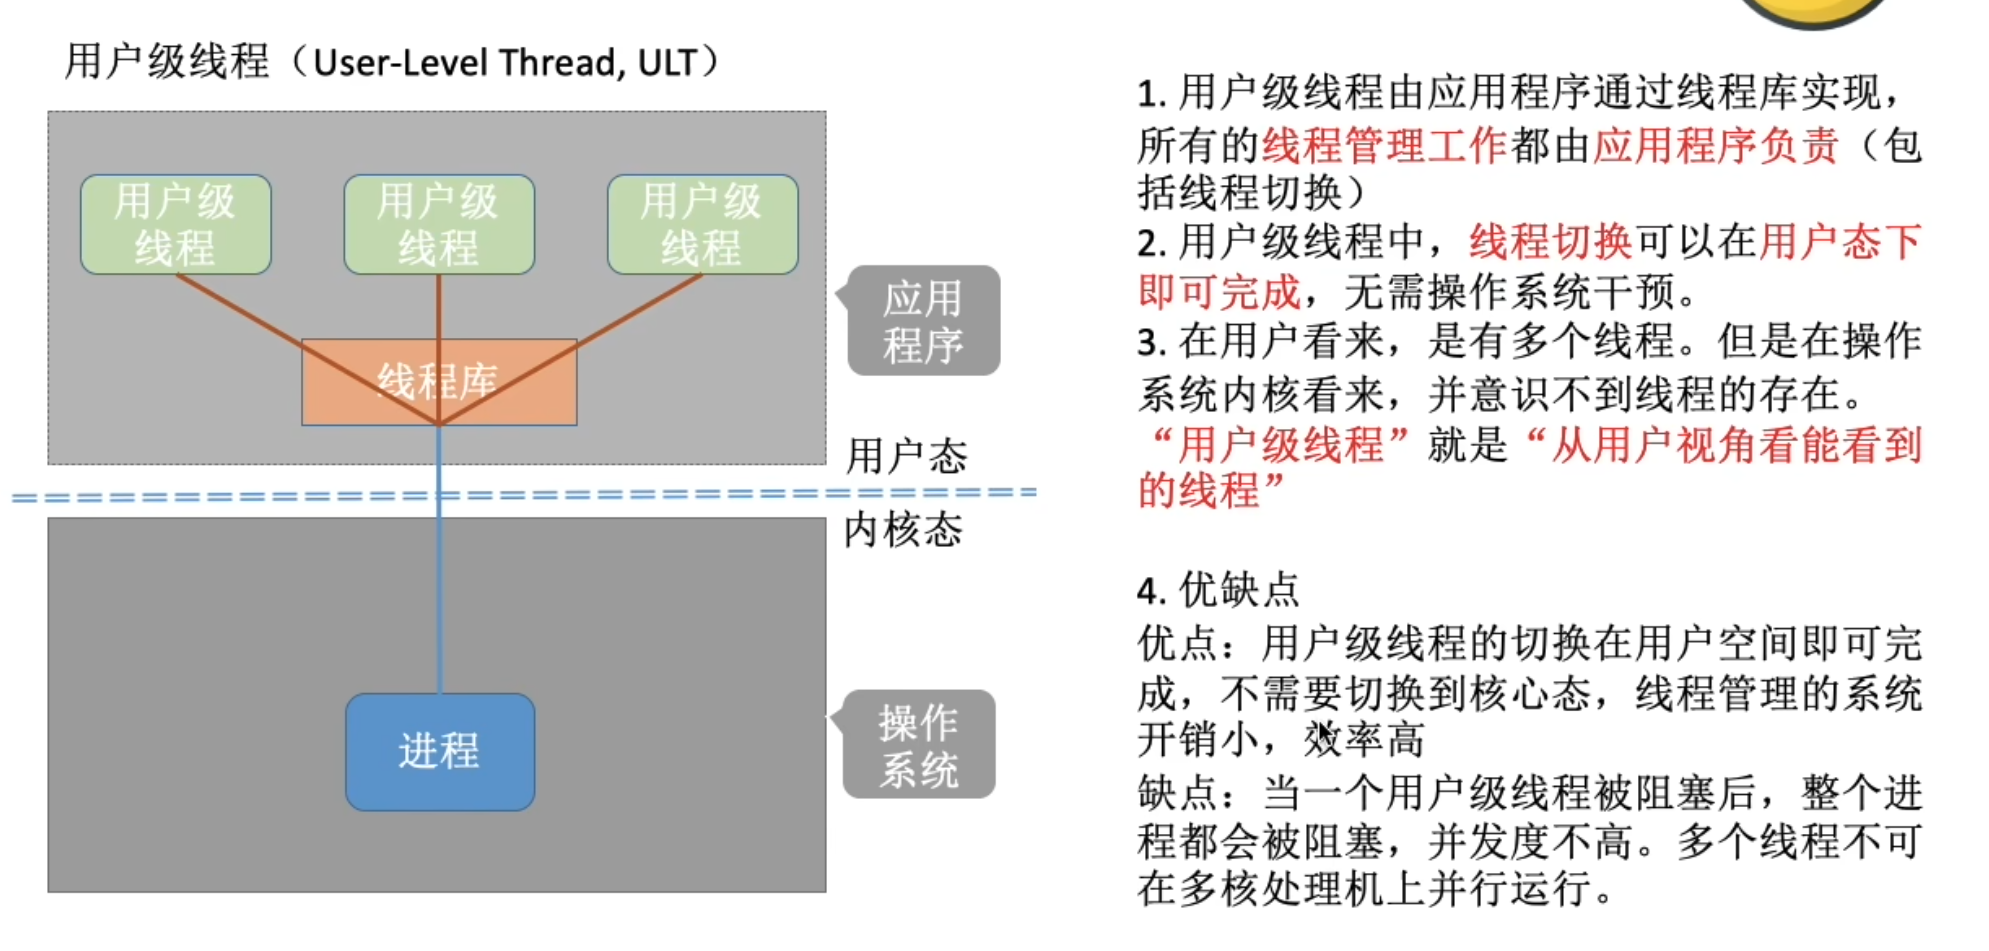 用户级线程（User-Level Thread, ULT）
用户级
线程
用户级
线程
用户级
线程
线程库
应用
程序
用户态
内核态
进程
操作
系统
1. 用户级线程由应用程序通过线程库实现，
所有的线程管理工作都由应用程序负责（包
括线程切换）
2. 用户级线程中，线程切换可以在用户态下
即可完成，无需操作系统干预。
3. 在用户看来，是有多个线程。但是在操作
系统内核看来，并意识不到线程的存在。
“用户级线程”就是“从用户视角看能看到
的线程”
4. 优缺点
优点：用户级线程的切换在用户空间即可完
成，不需要切换到核心态，线程管理的系统
开销小，效率高
缺点：当一个用户级线程被阻塞后，整个进
程都会被阻塞，并发度不高。多个线程不可
在多核处理机上并行运行。